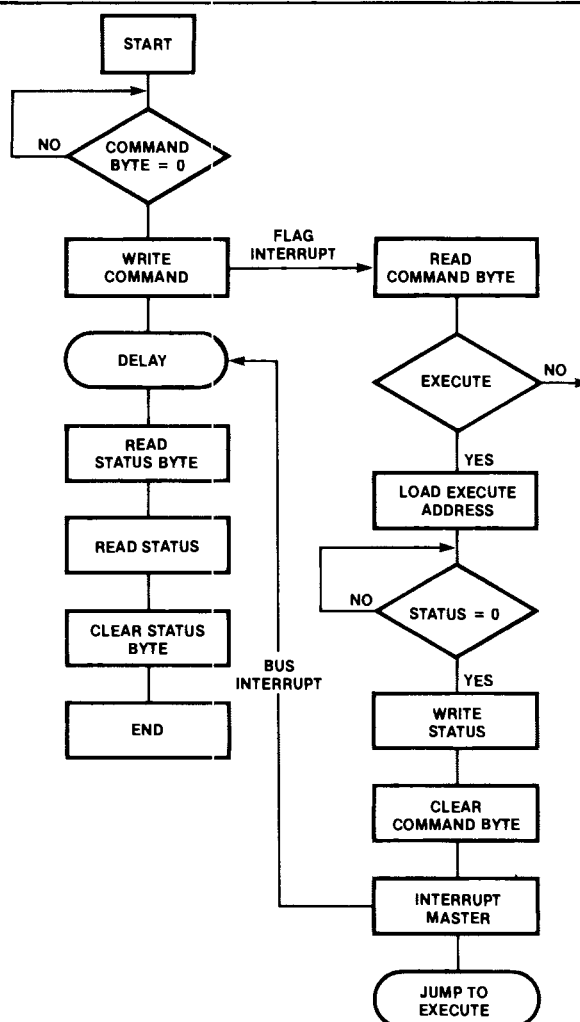 START
NO
COMMAND
BYTE = 0
WRITE
COMMAND
FLAG
INTERRUPT
READ
COMMAND BYTE
DELAY
EXECUTE
NO
READ
STATUS BYTE
YES
LOAD EXECUTE
ADDRESS
READ STATUS
NO
STATUS = 0
CLEAR STATUS
BYTE
BUS
INTERRUPT
YES
END
WRITE
STATUS
CLEAR
COMMAND BYTE
INTERRUPT
MASTER
JUMP TO
EXECUTE